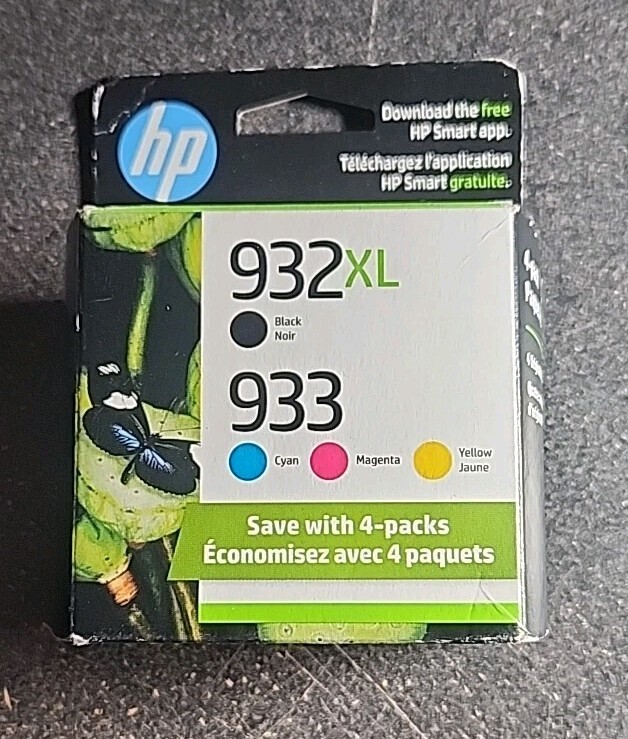 hp
Download the free
HP Smart app.
Téléchargez l'application
HP Smart gratuite.
932XL
Black
Noir
933
Cyan
Magenta
Yellow
Jaune
Save with 4-packs
Économisez avec 4 paquets